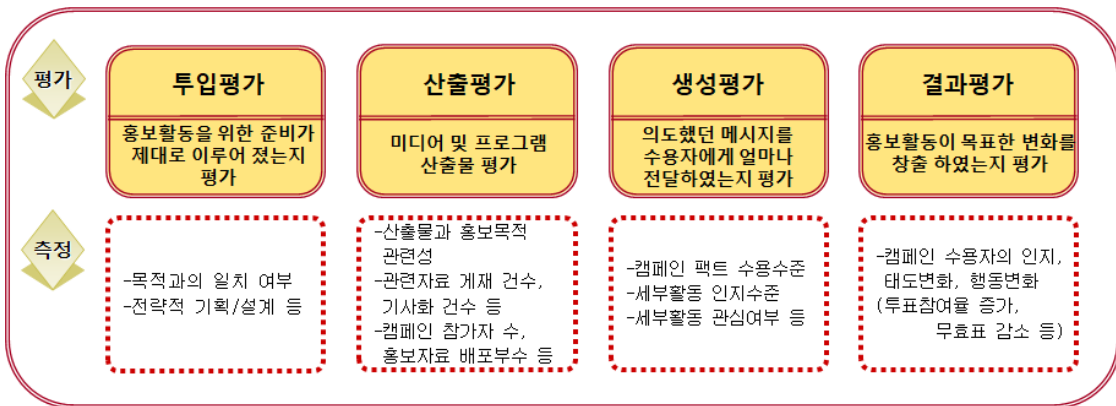 평가
투입평가
홍보활동을 위한 준비가
제대로 이루어 졌는지
평가
산출평가
미디어 및 프로그램
산출물 평가
생성평가
의도했던 메시지를
수용자에게 얼마나
전달하였는지 평가
결과평가
홍보활동이 목표한 변화를
창출 하였는지 평가
측정
-목적과의 일치 여부
-전략적 기획/설계 등
-산출물과 홍보목적
관련성
-관련자료 게재 건수,
기사화 건수 등
-캠페인 참가자 수,
홍보자료 배포부수 등
-캠페인 팩트 수용수준
-세부활동 인지수준
-세부활동 관심여부 등
-캠페인 수용자의 인지,
태도변화, 행동변화
(투표참여율 증가,
무효표 감소 등)